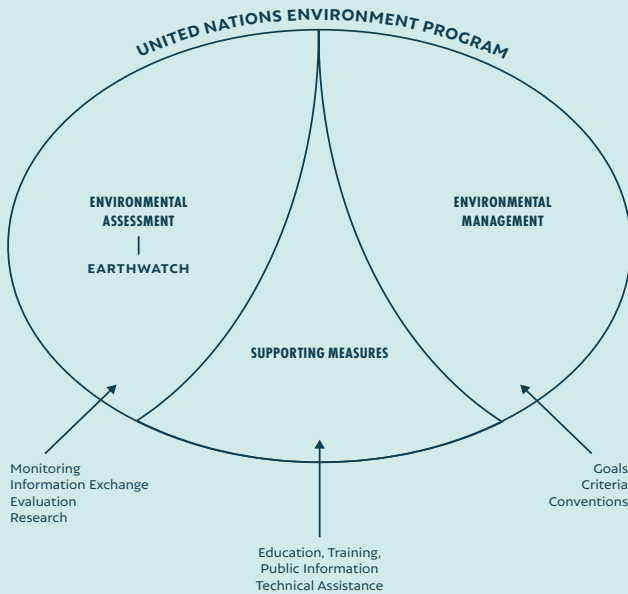 UNITED NATIONS ENVIRONMENT PROGRAM
ENVIRONMENTAL
ASSESSMENT
EARTHWATCH
ENVIRONMENTAL
MANAGEMENT
SUPPORTING MEASURES
Monitoring
Information Exchange
Evaluation
Research
Education, Training,
Public Information
Technical Assistance
Goals
Criteria
Conventions